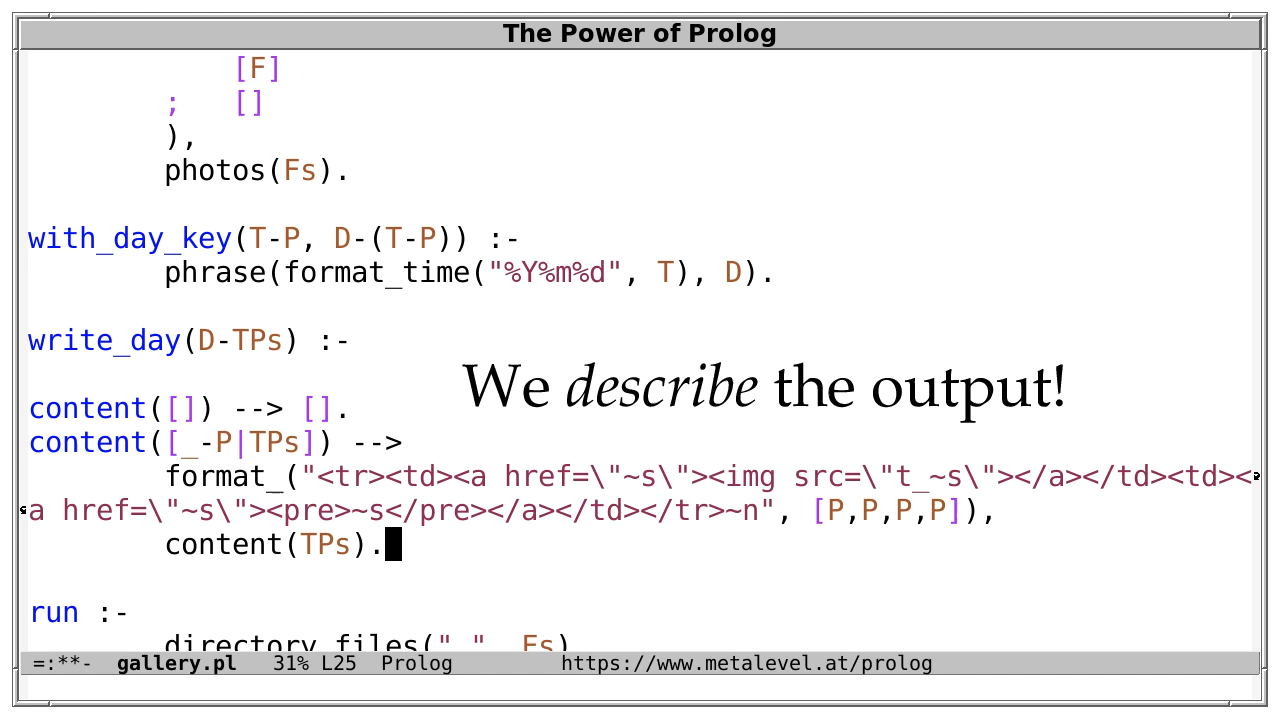 The Power of Prolog
[F]
; []
),
photos(Fs).
with_day_key(T-P, D-(T-P)) :-
phrase(format_time("%Y%m%d", T), D).
write_day(D-TPs) :-
We describe the output!
content([]) --> [].
content([_-P|TPs]) -->
format_("<tr><td><a href=\"~s\"><img src=\"t_~s\"></a></td><td><
a href=\"~s\"><pre>~s</pre></a></td></tr>~n", [P,P,P,P]),
content(TPs).
run :-
directory_files(".", Fs)
=:**- gallery.pl 31% L25 Prolog https://www.metalevel.at/prolog